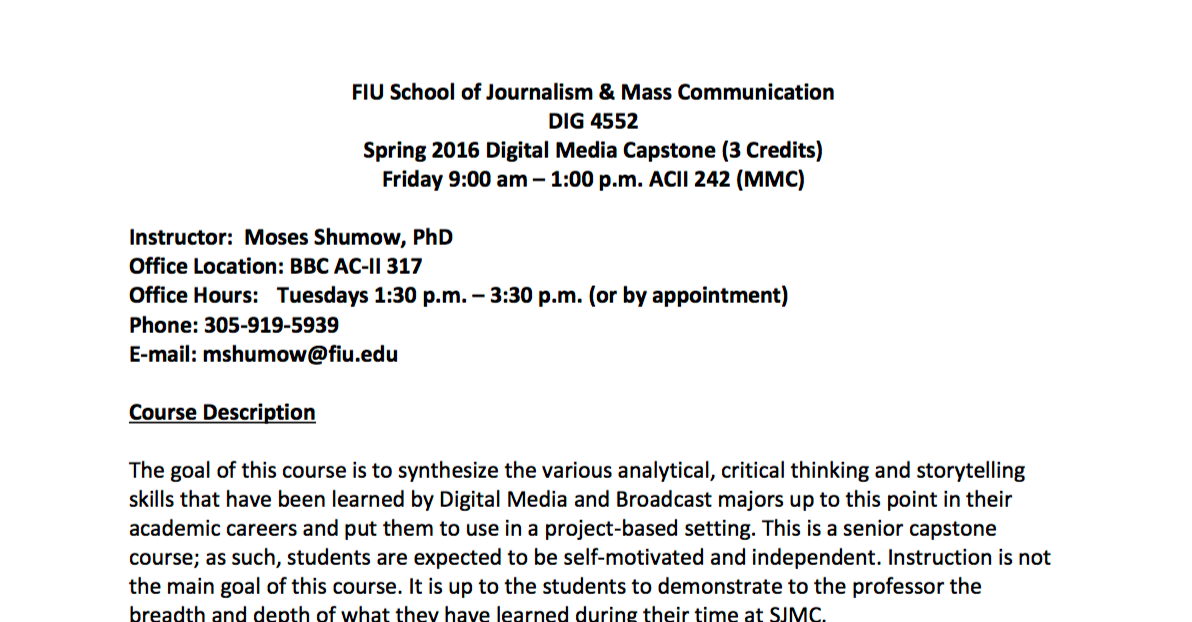 FIU School of Journalism & Mass Communication
DIG 4552
Spring 2016 Digital Media Capstone (3 Credits)
Friday 9:00 am – 1:00 p.m. ACII 242 (MMC)
Instructor:  Moses Shumow, PhD
Office Location: BBC AC-II 317
Office Hours:   Tuesdays 1:30 p.m. – 3:30 p.m. (or by appointment)
Phone: 305-919-5939
E-mail: mshumow@fiu.edu
Course Description
The goal of this course is to synthesize the various analytical, critical thinking and storytelling
skills that have been learned by Digital Media and Broadcast majors up to this point in their
academic careers and put them to use in a project-based setting. This is a senior capstone
course; as such, students are expected to be self-motivated and independent. Instruction is not
the main goal of this course. It is up to the students to demonstrate to the professor the
breadth and depth of what they have learned during their time at SJMC.